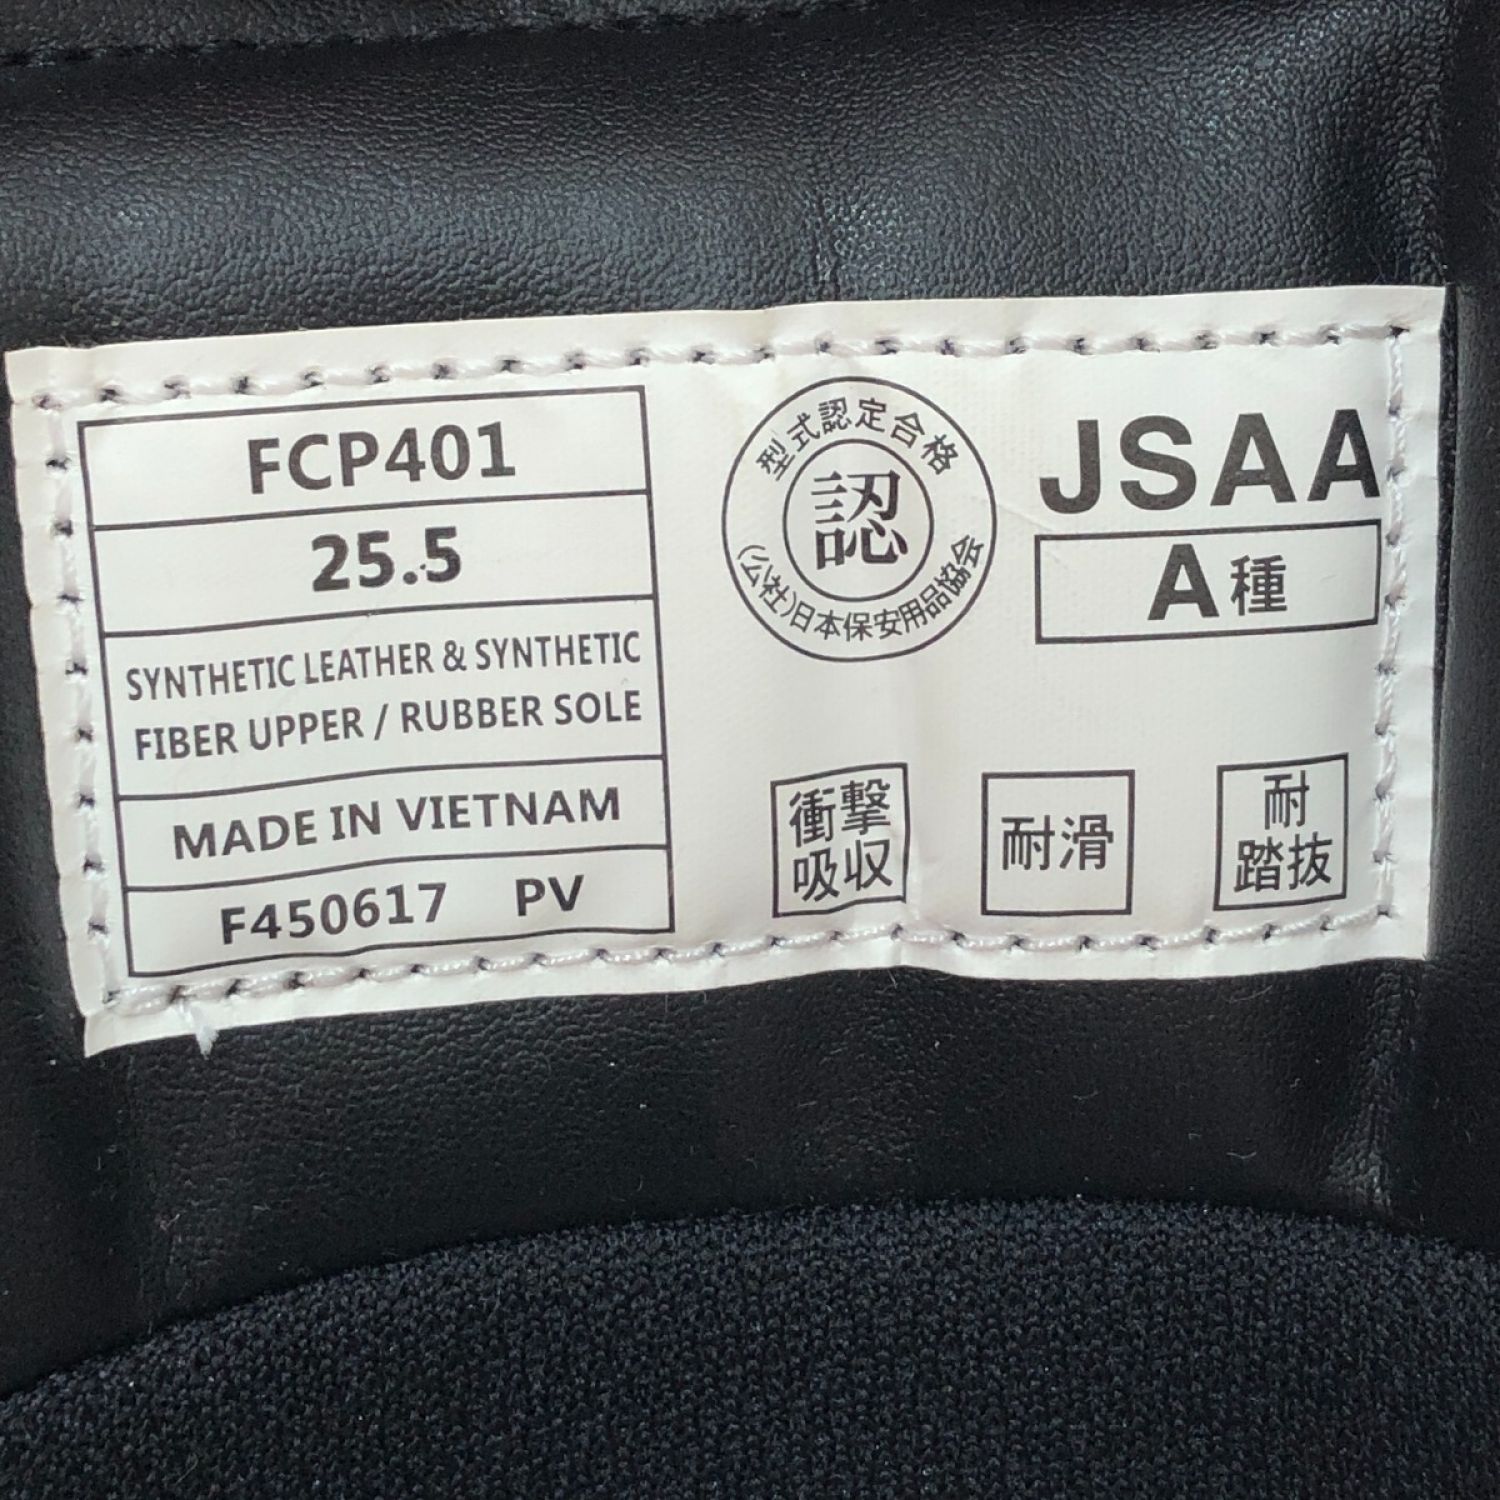 FCP401
25.5
SYNTHETIC LEATHER & SYNTHETIC
FIBER UPPER / RUBBER SOLE
MADE IN VIETNAM
F450617 PV
型式認定合格
認
(公社)日本保安用品協会
JSAA
A種
衝撃
吸収
耐滑
耐
踏抜